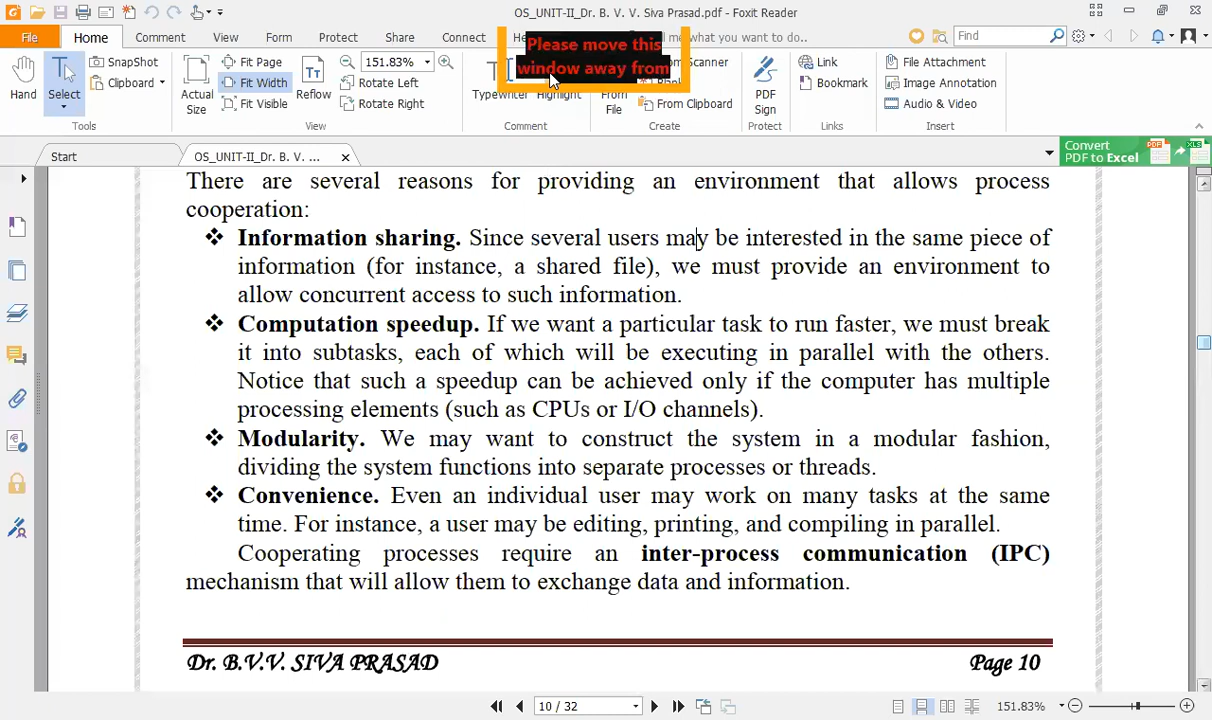 OS_UNIT-II_Dr. B. V. V. Siva Prasad.pdf - Foxit Reader
File Home Comment View Form Protect Share Connect He me what you want to do.. Find
Please move this
window away from
Hand
Select
SnapShot
Clipboard
Tools
Actual
Size
Fit Page
Fit Width
Fit Visible
Reflow
151.83%
Rotate Left
Rotate Right
View
Typewriter
Highlight
Comment
From
File
Scanner
From Clipboard
Create
PDF
Sign
Protect
Link
Bookmark
Links
File Attachment
Image Annotation
Audio & Video
Insert
Start
OS_UNIT-II_Dr. B. V. V. ...
Convert
PDF to Excel
There are several reasons for providing an environment that allows process
cooperation:
❖ Information sharing. Since several users may be interested in the same piece of
information (for instance, a shared file), we must provide an environment to
allow concurrent access to such information.
❖ Computation speedup. If we want a particular task to run faster, we must break
it into subtasks, each of which will be executing in parallel with the others.
Notice that such a speedup can be achieved only if the computer has multiple
processing elements (such as CPUs or I/O channels).
❖ Modularity. We may want to construct the system in a modular fashion,
dividing the system functions into separate processes or threads.
❖ Convenience. Even an individual user may work on many tasks at the same
time. For instance, a user may be editing, printing, and compiling in parallel.
Cooperating processes require an inter-process communication (IPC)
mechanism that will allow them to exchange data and information.
Dr. B.V.V. SIVA PRASAD Page 10
10 / 32
151.83%